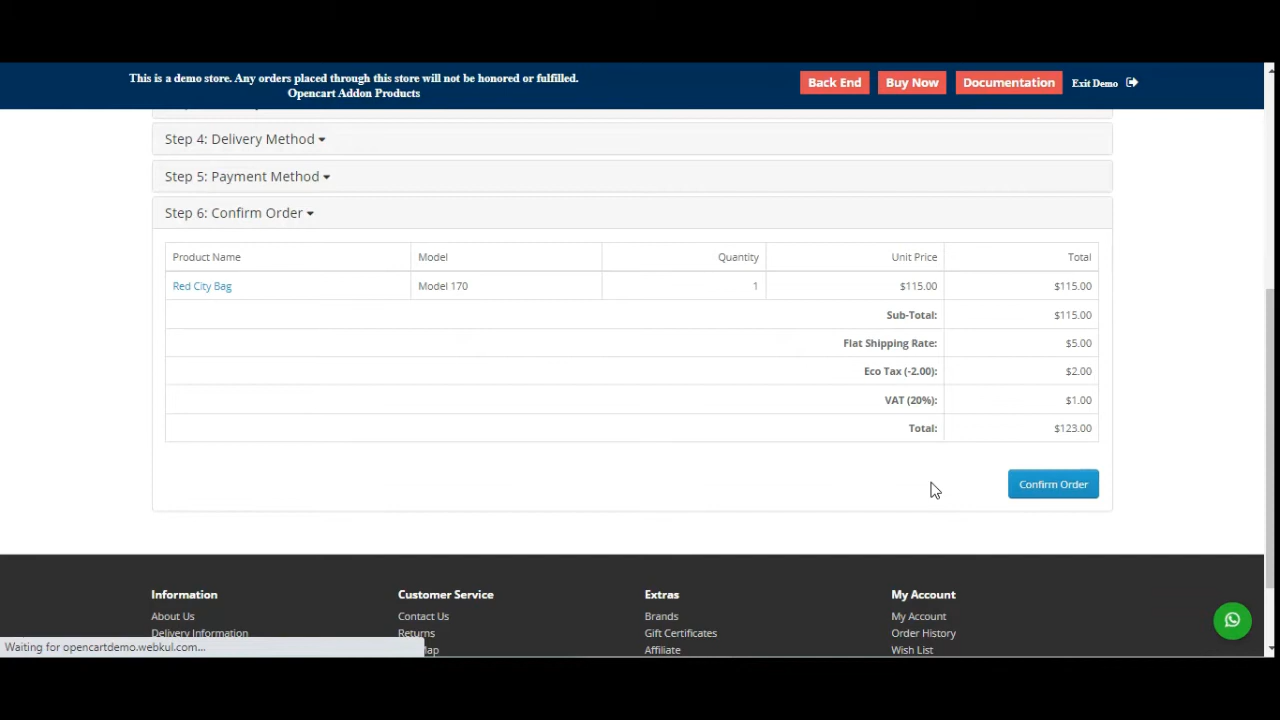 This is a demo store. Any orders placed through this store will not be honored or fulfilled.
Opencart Addon Products
Back End
Buy Now
Documentation
Exit Demo
Step 4: Delivery Method
Step 5: Payment Method
Step 6: Confirm Order
Product Name Model Quantity Unit Price Total
Red City Bag Model 170 1 $115.00 $115.00
Sub-Total: $115.00
Flat Shipping Rate: $5.00
Eco Tax (-2.00): $2.00
VAT (20%): $1.00
Total: $123.00
Confirm Order
Information Customer Service Extras My Account
About Us Contact Us Brands My Account
Delivery Information Returns Gift Certificates Order History
Affiliate Wish List
Waiting for opencartdemo.webkul.com...